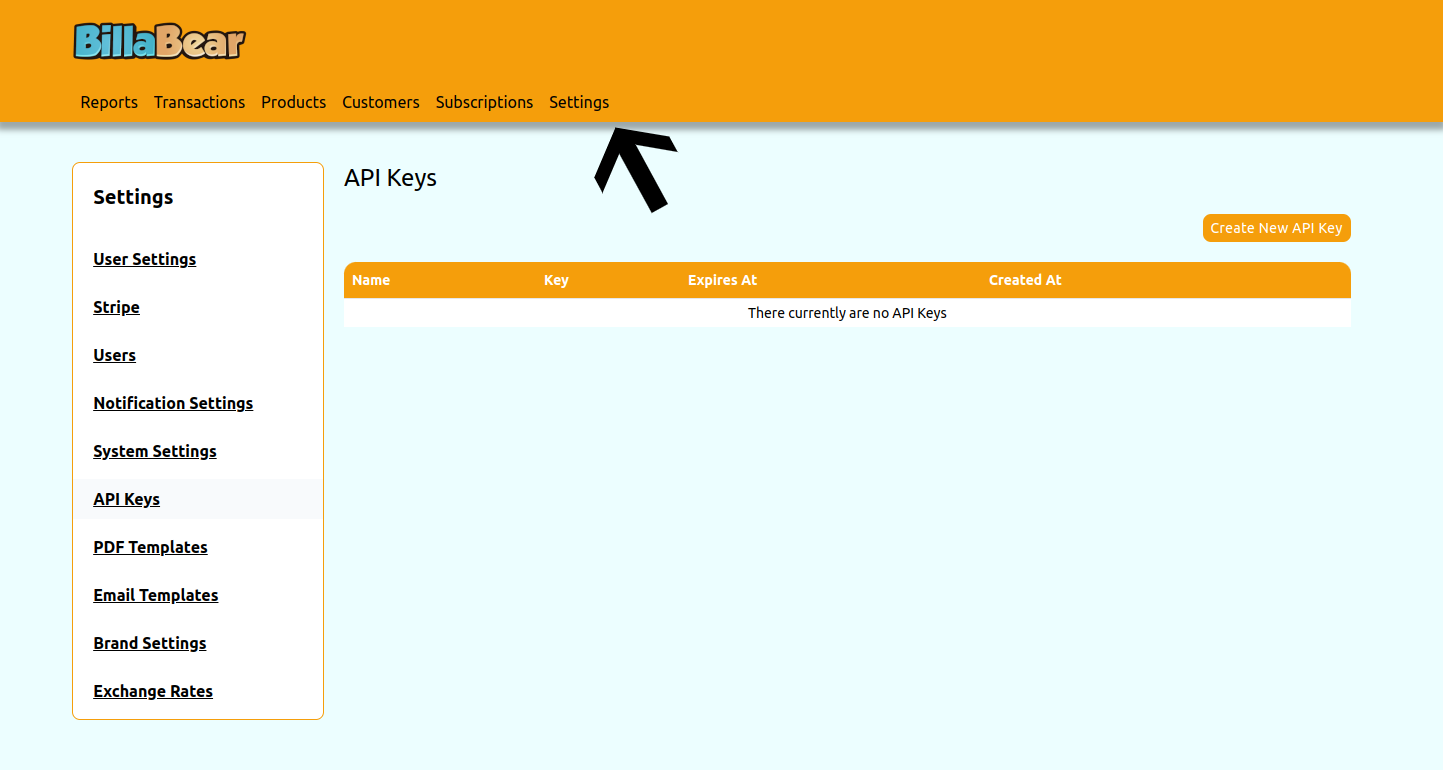 BillaBear
Reports Transactions Products Customers Subscriptions Settings
Settings
User Settings
Stripe
Users
Notification Settings
System Settings
API Keys
PDF Templates
Email Templates
Brand Settings
Exchange Rates
API Keys
Create New API Key
Name Key Expires At Created At
There currently are no API Keys